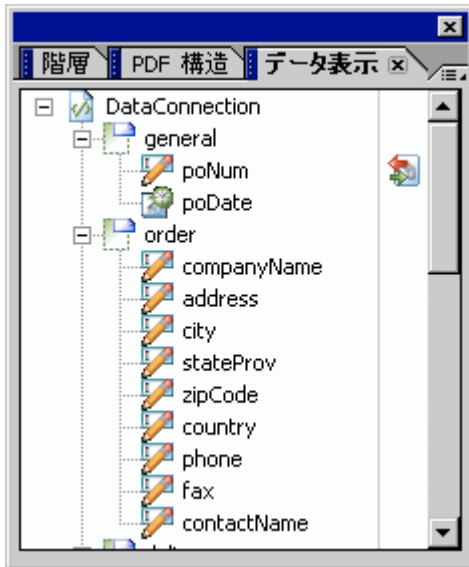 階層 PDF 構造 データ表示
DataConnection
general
poNum
poDate
order
companyName
address
city
stateProv
zipCode
country
phone
fax
contactName